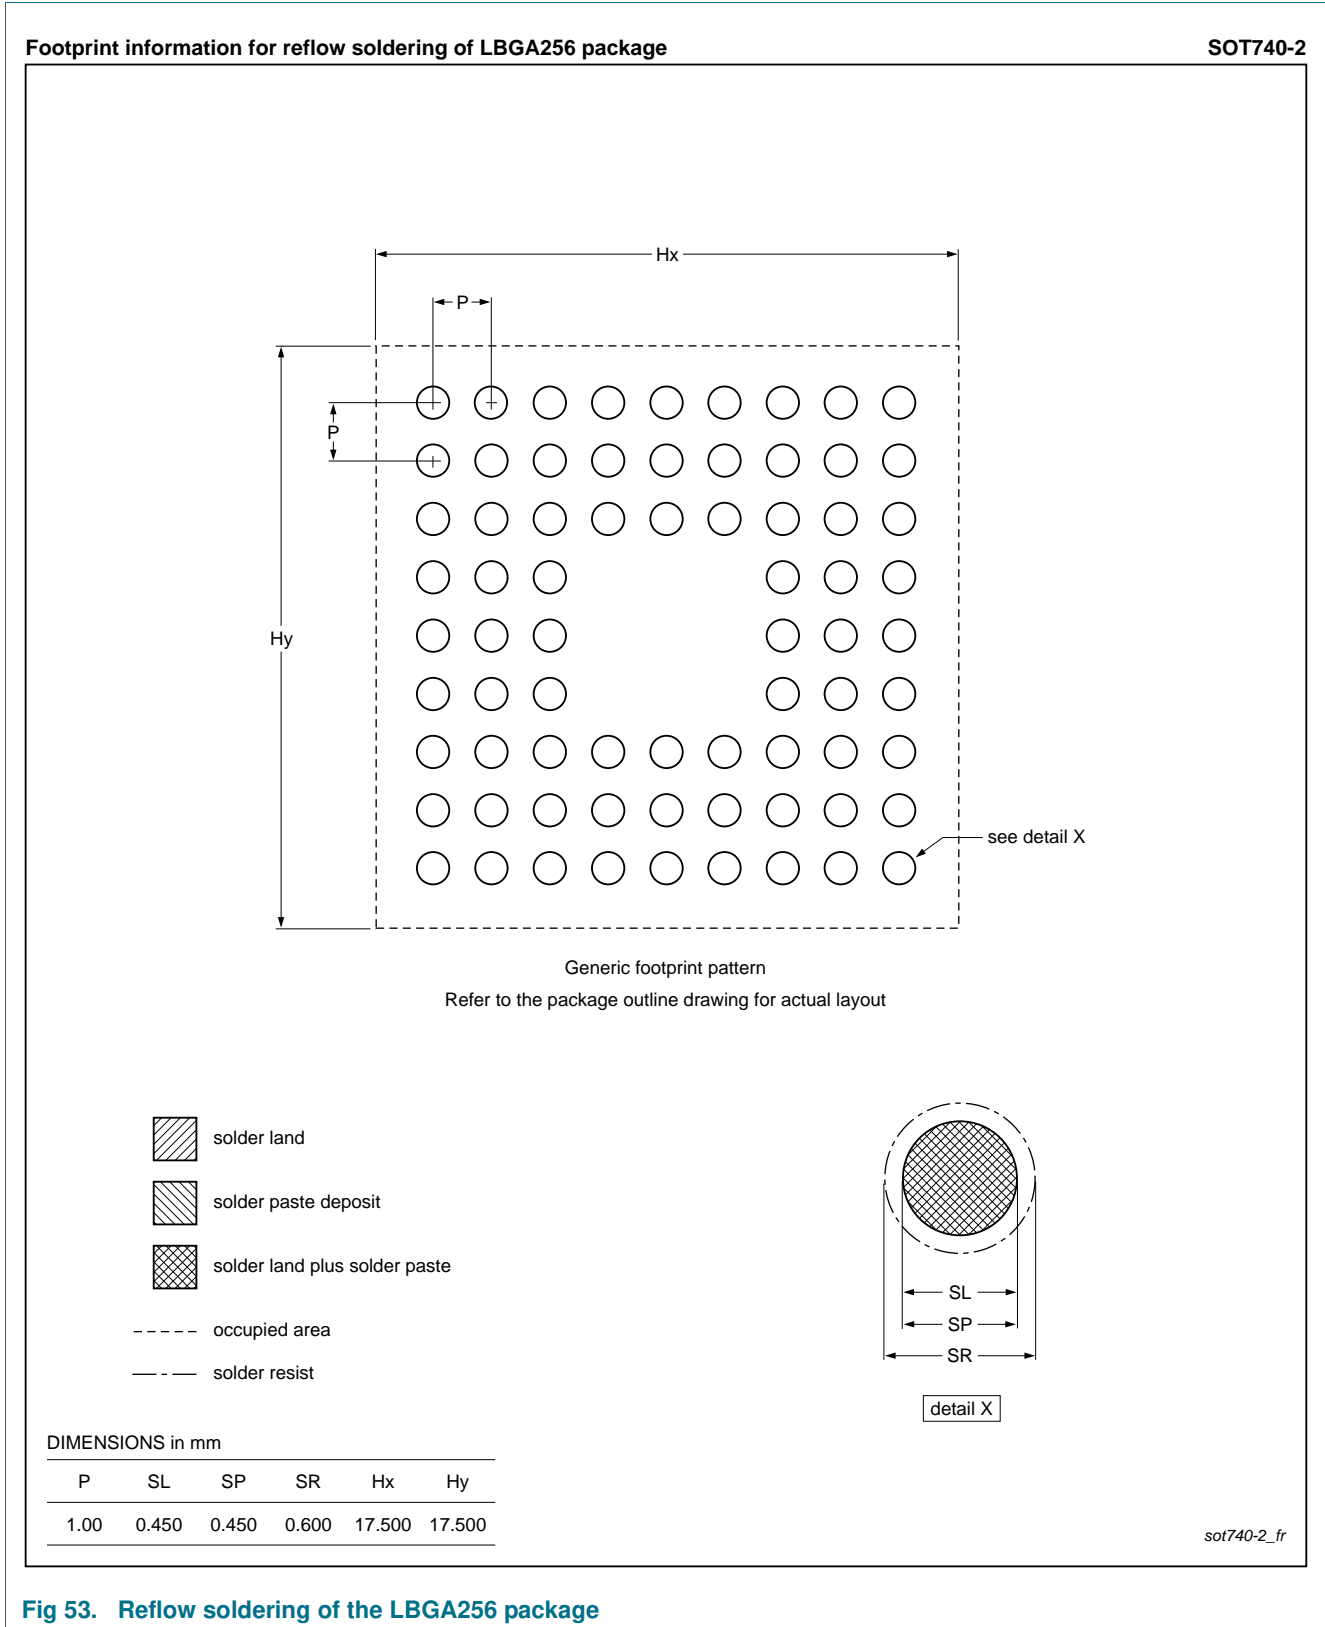 Footprint information for reflow soldering of LBGA256 package SOT740-2
Hx
P
P
Hy
see detail X
Generic footprint pattern
Refer to the package outline drawing for actual layout
solder land
solder paste deposit
solder land plus solder paste
occupied area
solder resist
SL
SP
SR
detail X
DIMENSIONS in mm
P SL SP SR Hx Hy
1.00 0.450 0.450 0.600 17.500 17.500
sot740-2_fr
Fig 53. Reflow soldering of the LBGA256 package